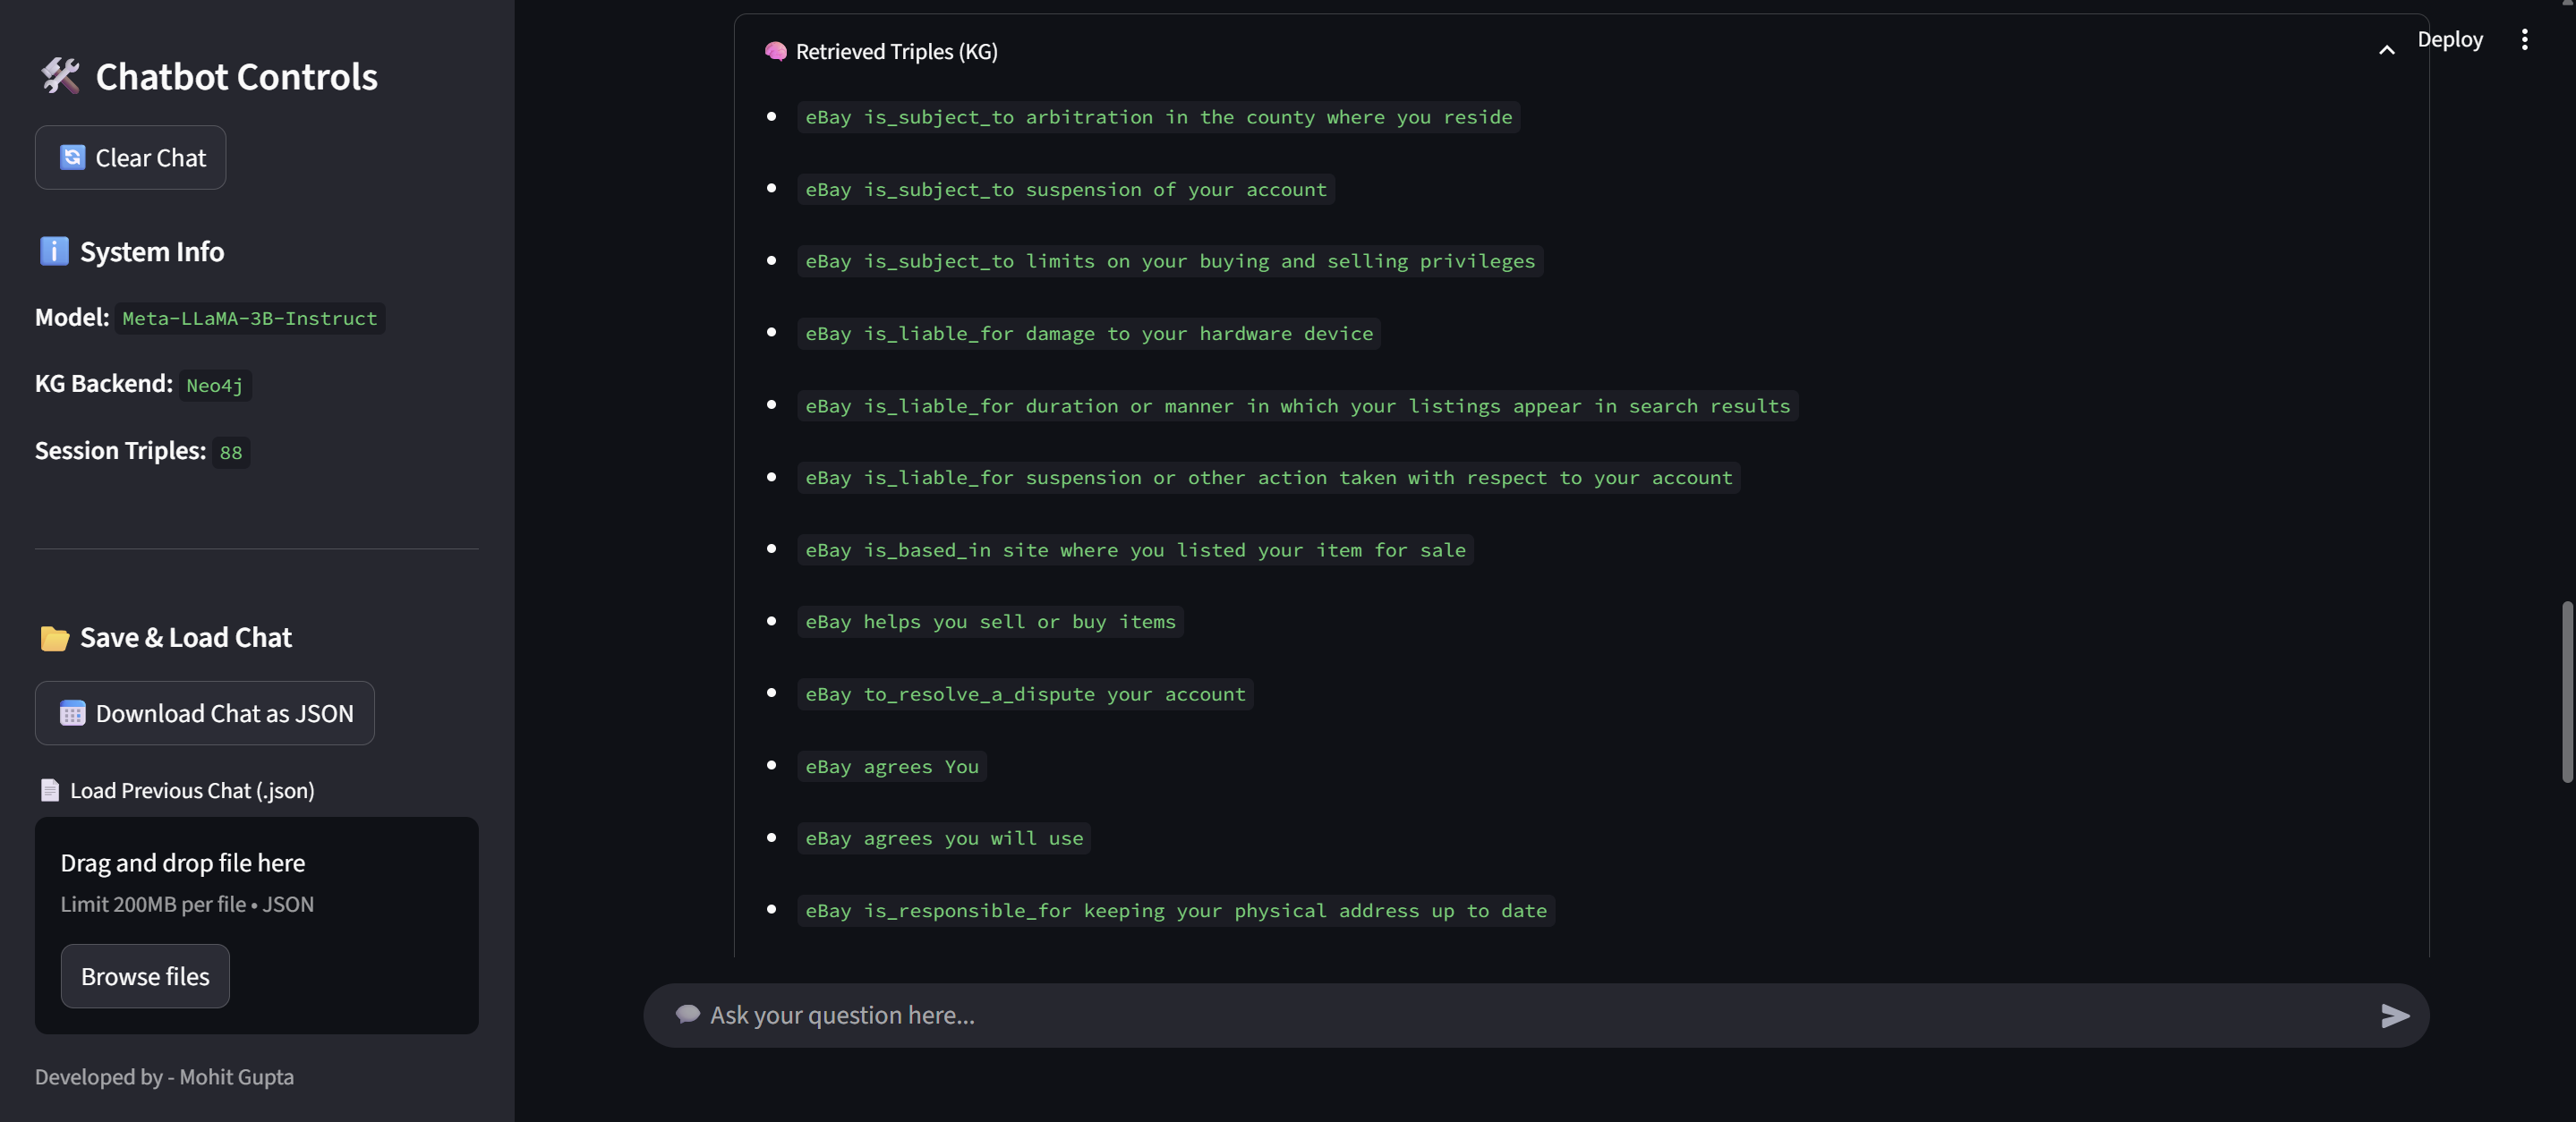 🛠️ Chatbot Controls
🔄 Clear Chat
ℹ️ System Info
Model: Meta-LLaMA-3B-Instruct
KG Backend: Neo4j
Session Triples: 88
📂 Save & Load Chat
Download Chat as JSON
📄 Load Previous Chat (.json)
Drag and drop file here
Limit 200MB per file • JSON
Browse files
Developed by - Mohit Gupta
Deploy
🧠 Retrieved Triples (KG)
• eBay is_subject_to arbitration in the county where you reside
• eBay is_subject_to suspension of your account
• eBay is_subject_to limits on your buying and selling privileges
• eBay is_liable_for damage to your hardware device
• eBay is_liable_for duration or manner in which your listings appear in search results
• eBay is_liable_for suspension or other action taken with respect to your account
• eBay is_based_in site where you listed your item for sale
• eBay helps you sell or buy items
• eBay to_resolve_a_dispute your account
• eBay agrees You
• eBay agrees you will use
• eBay is_responsible_for keeping your physical address up to date
💬 Ask your question here...